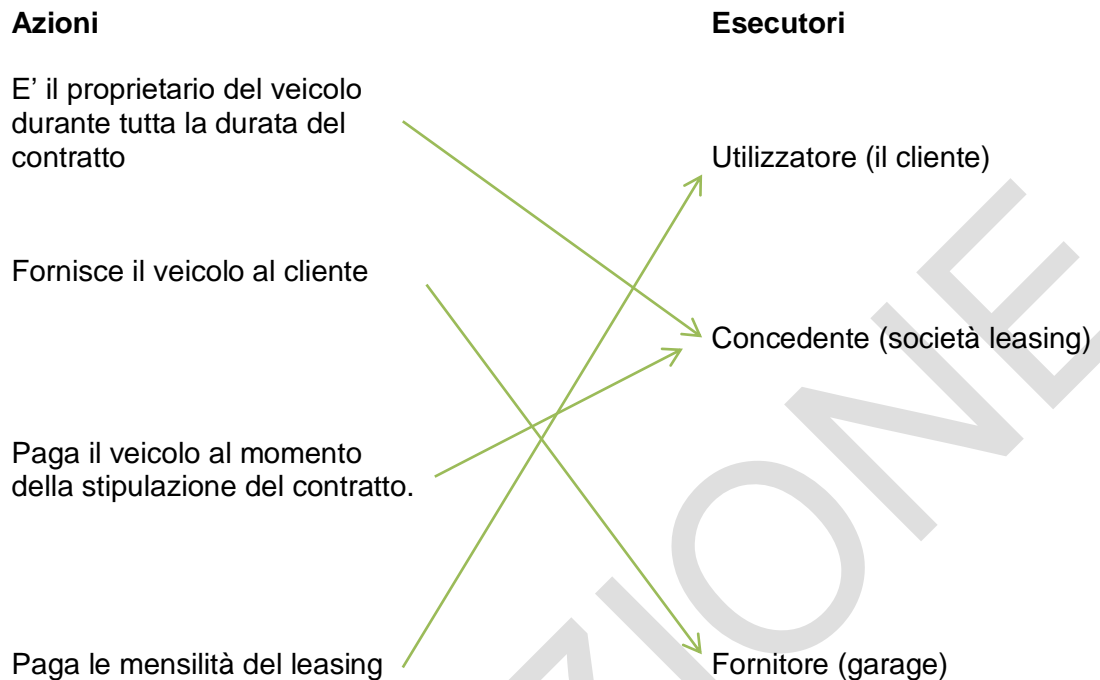 Azioni
Esecutori
E’ il proprietario del veicolo
durante tutta la durata del
contratto
Utilizzatore (il cliente)
Fornisce il veicolo al cliente
Concedente (società leasing)
Paga il veicolo al momento
della stipulazione del contratto.
Paga le mensilità del leasing
Fornitore (garage)
ZIONE